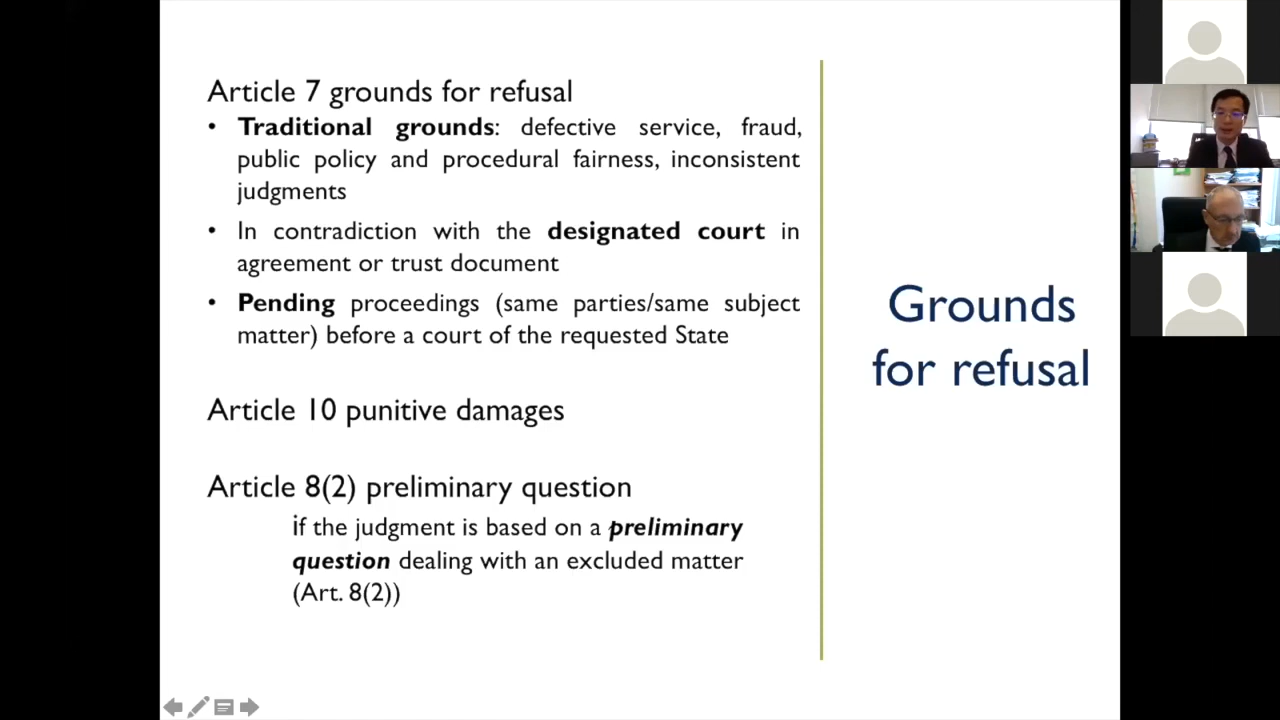 Article 7 grounds for refusal
• Traditional grounds: defective service, fraud,
public policy and procedural fairness, inconsistent
judgments
• In contradiction with the designated court in
agreement or trust document
• Pending proceedings (same parties/same subject
matter) before a court of the requested State
Article 10 punitive damages
Article 8(2) preliminary question
if the judgment is based on a preliminary
question dealing with an excluded matter
(Art. 8(2))
Grounds
for refusal